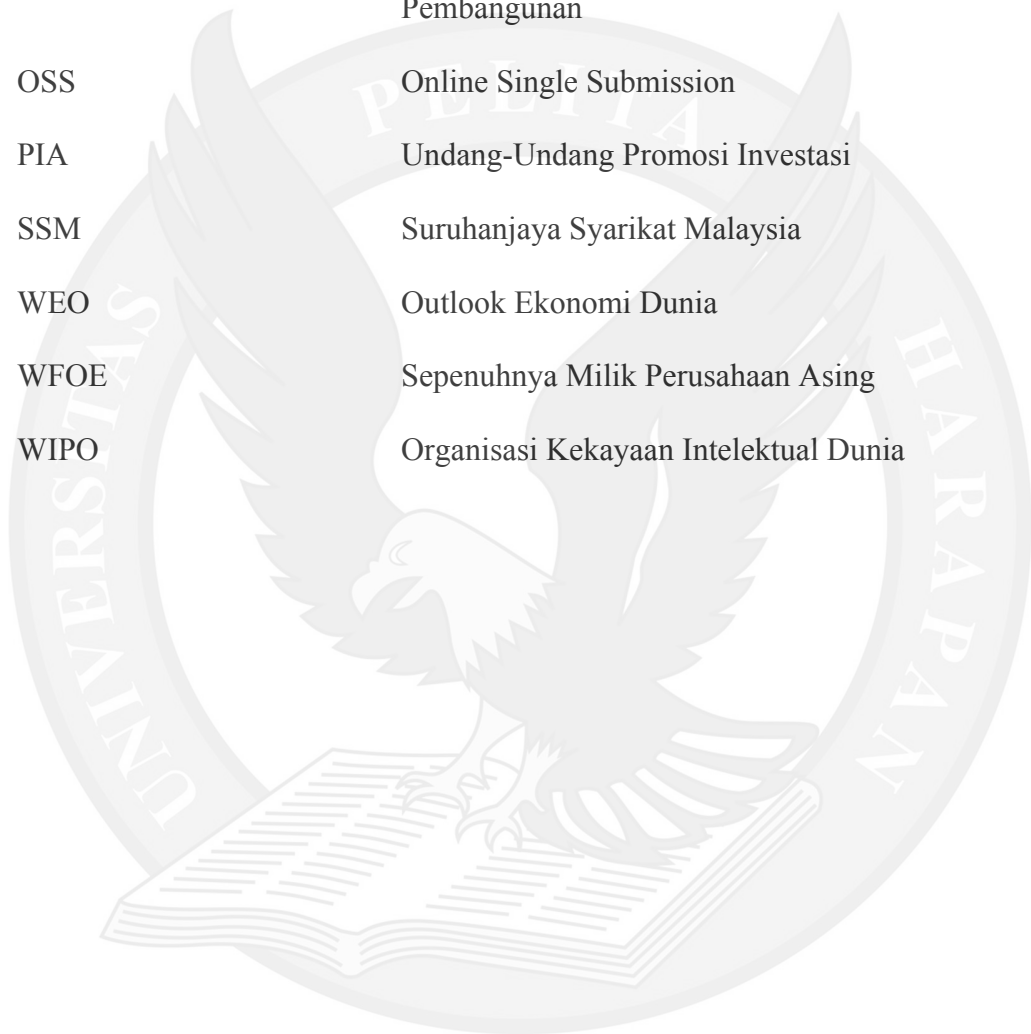 Pembangunan
OSS Online Single Submission
PIA Undang-Undang Promosi Investasi
SSM Suruhanjaya Syarikat Malaysia
WEO Outlook Ekonomi Dunia
WFOE Sepenuhnya Milik Perusahaan Asing
WIPO Organisasi Kekayaan Intelektual Dunia
UNIVERSITAS PELITA HARAPAN